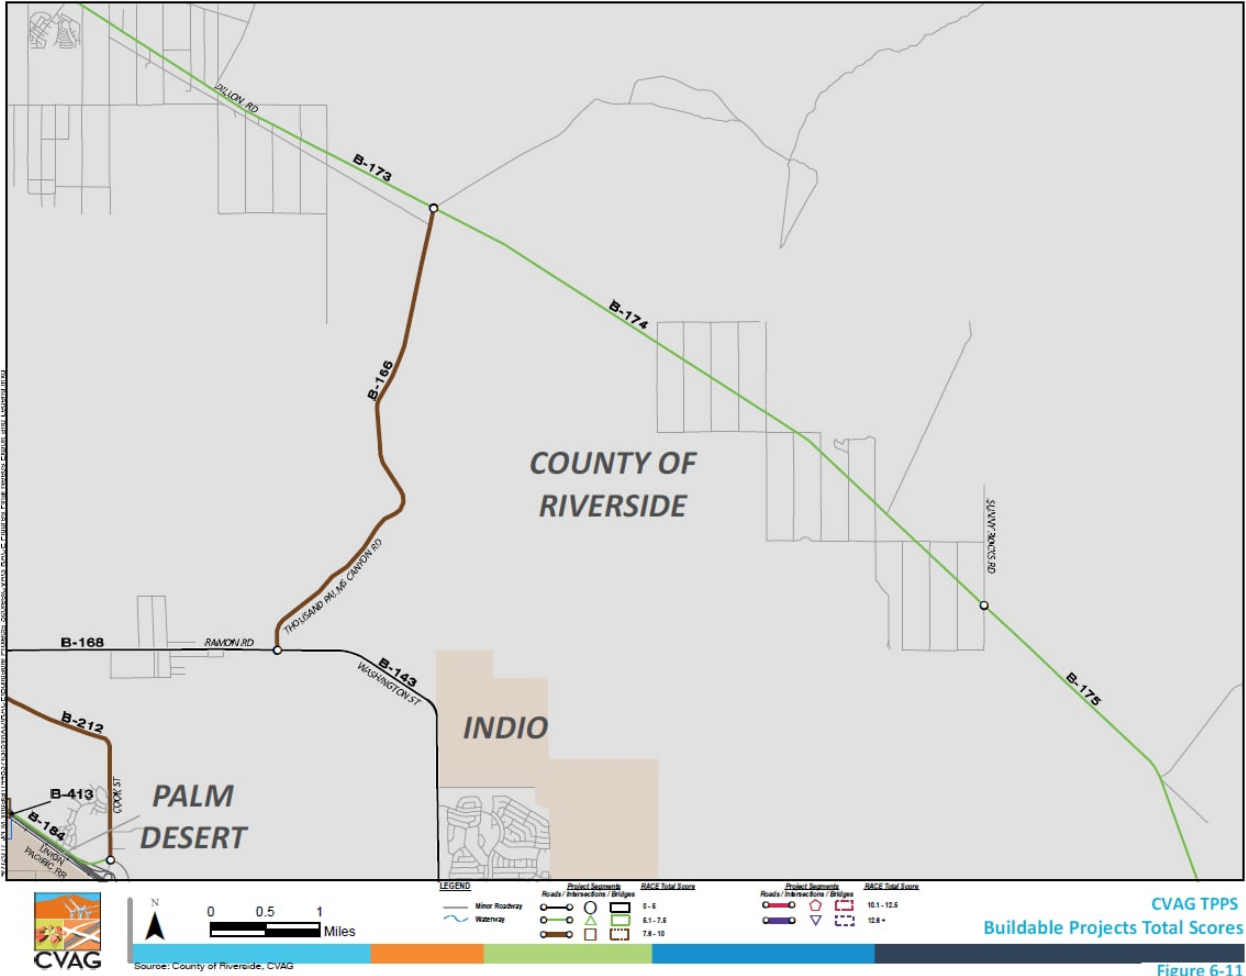 DILLON RD
B-173
B-174
B-166
COUNTY OF
RIVERSIDE
THOUSAND PALMS CANYON RD
SUNNY ROCKS RD
B-168
RAMON RD
B-143
WASHINGTON ST
B-175
B-212
INDIO
COOK ST
B-413
PALM
DESERT
B-184
UNION
PACIFIC RR
CVAG
N
0 0.5 1
Miles
Source: County of Riverside, CVAG
LEGEND
Minor Roadway
Waterway
Project Segments
Roads / Intersections / Bridges
RACE Total Score
0 - 5
5.1 - 7.5
7.6 - 10
Project Segments
Roads / Intersections / Bridges
RACE Total Score
10.1 - 12.5
12.6 +
CVAG TPPS
Buildable Projects Total Scores
Figure 6-11